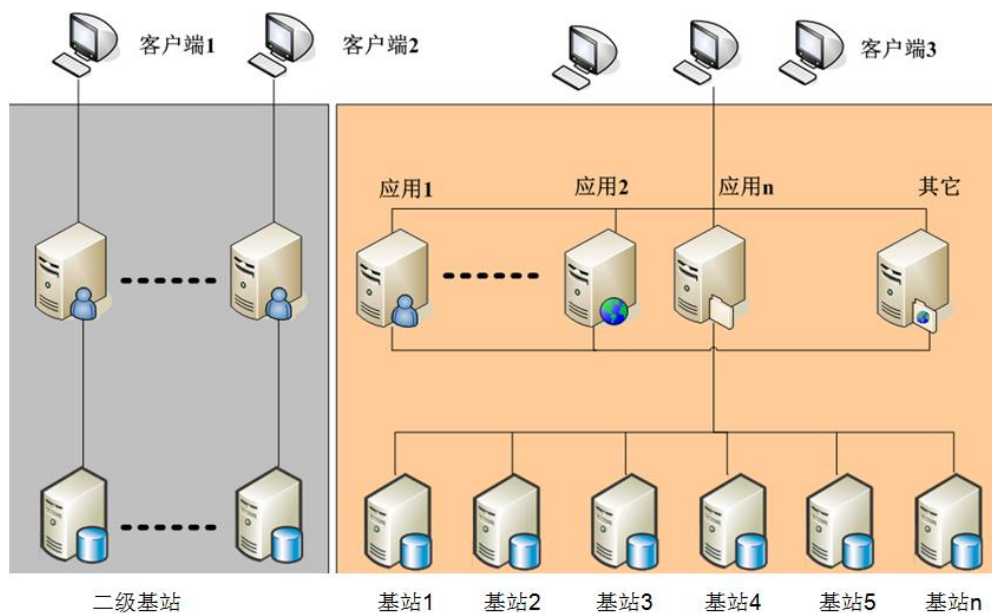 客户端1 客户端2 客户端3
应用1 应用2 应用n 其它
二级基站 基站1 基站2 基站3 基站4 基站5 基站n